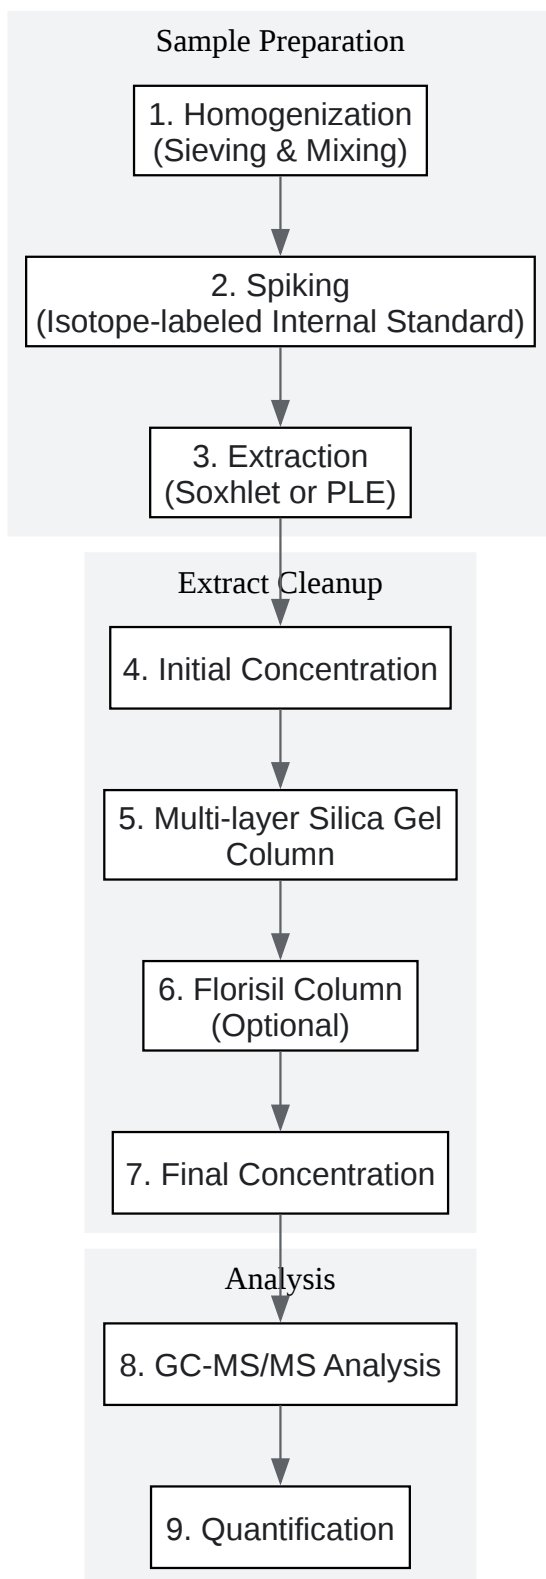 Sample Preparation
1. Homogenization
(Sieving & Mixing)
2. Spiking
(Isotope-labeled Internal Standard)
3. Extraction
(Soxhlet or PLE)
Extract Cleanup
4. Initial Concentration
5. Multi-layer Silica Gel
Column
6. Florisil Column
(Optional)
7. Final Concentration
Analysis
8. GC-MS/MS Analysis
9. Quantification